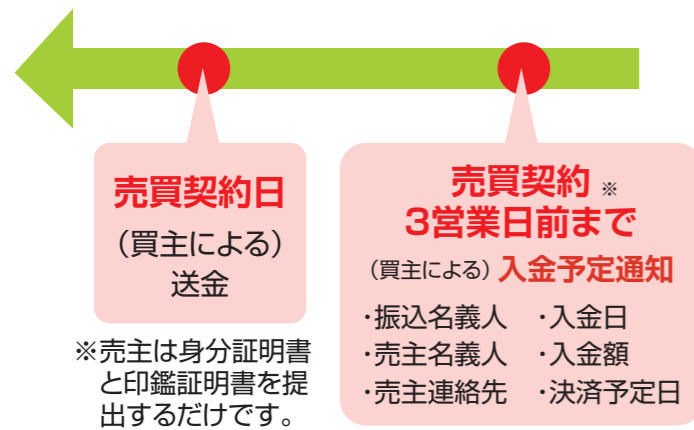 売買契約日
（買主による）
送金
※売主は身分証明書
と印鑑証明書を提
出するだけです。
売買契約 ※
3営業日前まで
（買主による）入金予定通知
・振込名義人 ・入金日
・売主名義人 ・入金額
・売主連絡先 ・決済予定日